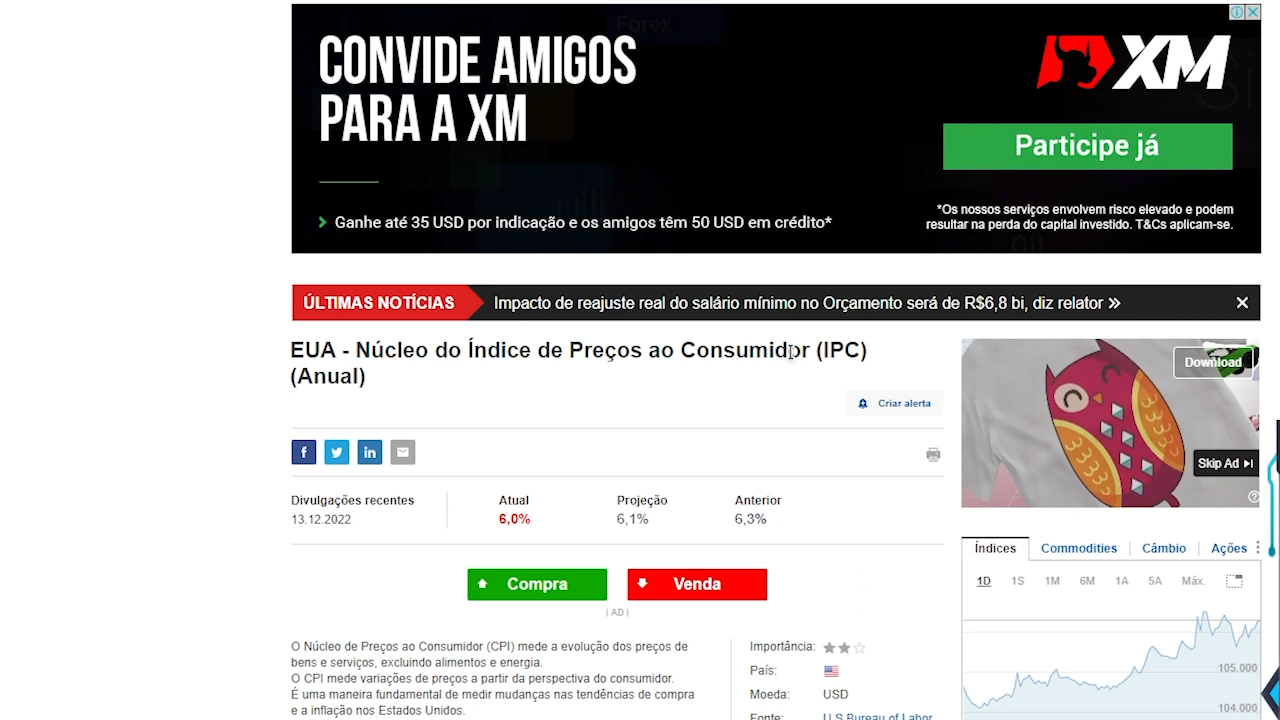 Forex
CONVIDE AMIGOS
PARA A XM
XM
Participe já
Ganhe até 35 USD por indicação e os amigos têm 50 USD em crédito*
*Os nossos serviços envolvem risco elevado e podem
resultar na perda do capital investido. T&Cs aplicam-se.
ÚLTIMAS NOTÍCIAS
Impacto de reajuste real do salário mínimo no Orçamento será de R$6,8 bi, diz relator »
EUA - Núcleo do Índice de Preços ao Consumidor (IPC)
(Anual)
Criar alerta
Download
Skip Ad
Divulgações recentes
13.12.2022
Atual
6,0%
Projeção
6,1%
Anterior
6,3%
Compra
Venda
| AD |
Índices
Commodities
Câmbio
Ações
1D 1S 1M 6M 1A 5A Máx.
105.000
104.000
O Núcleo de Preços ao Consumidor (CPI) mede a evolução dos preços de
bens e serviços, excluindo alimentos e energia.
O CPI mede variações de preços a partir da perspectiva do consumidor.
É uma maneira fundamental de medir mudanças nas tendências de compra
e a inflação nos Estados Unidos.
Importância:
País:
Moeda: USD
Fonte: U.S Bureau of Labor